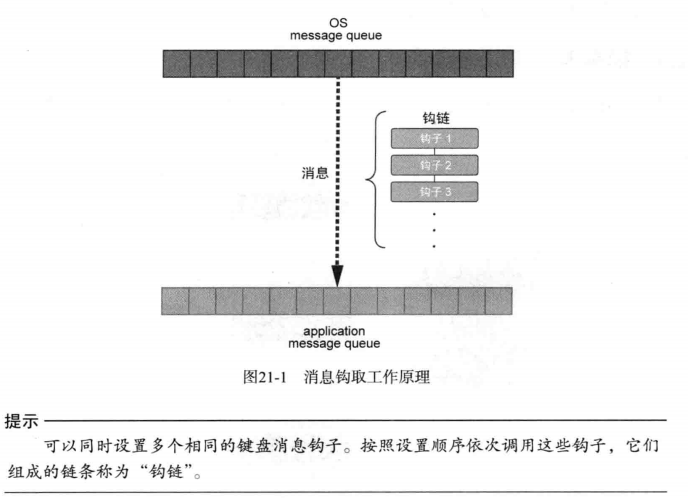 OS
message queue
钩链
钩子 1
钩子 2
消息
钩子 3
application
message queue
图21-1 消息钩取工作原理
提示
可以同时设置多个相同的键盘消息钩子。按照设置顺序依次调用这些钩子，它们
组成的链条称为“钩链”。